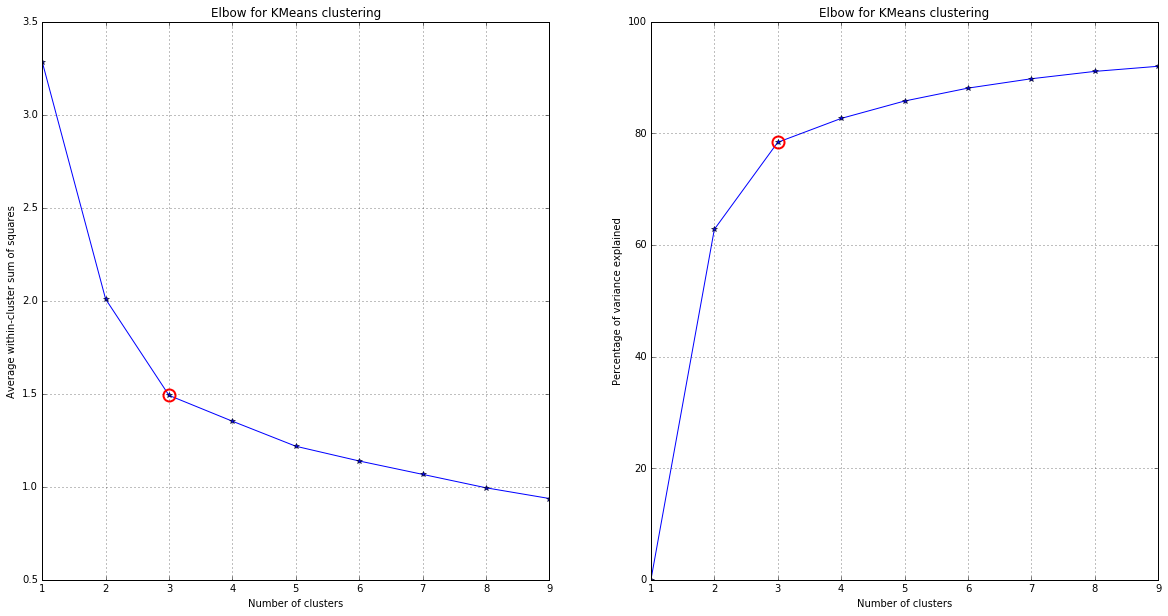 Elbow for KMeans clustering
3.5
3.0
2.5
2.0
1.5
1.0
0.5
Average within-cluster sum of squares
1 2 3 4 5 6 7 8 9
Number of clusters
Elbow for KMeans clustering
100
80
60
40
20
0
Percentage of variance explained
1 2 3 4 5 6 7 8 9
Number of clusters